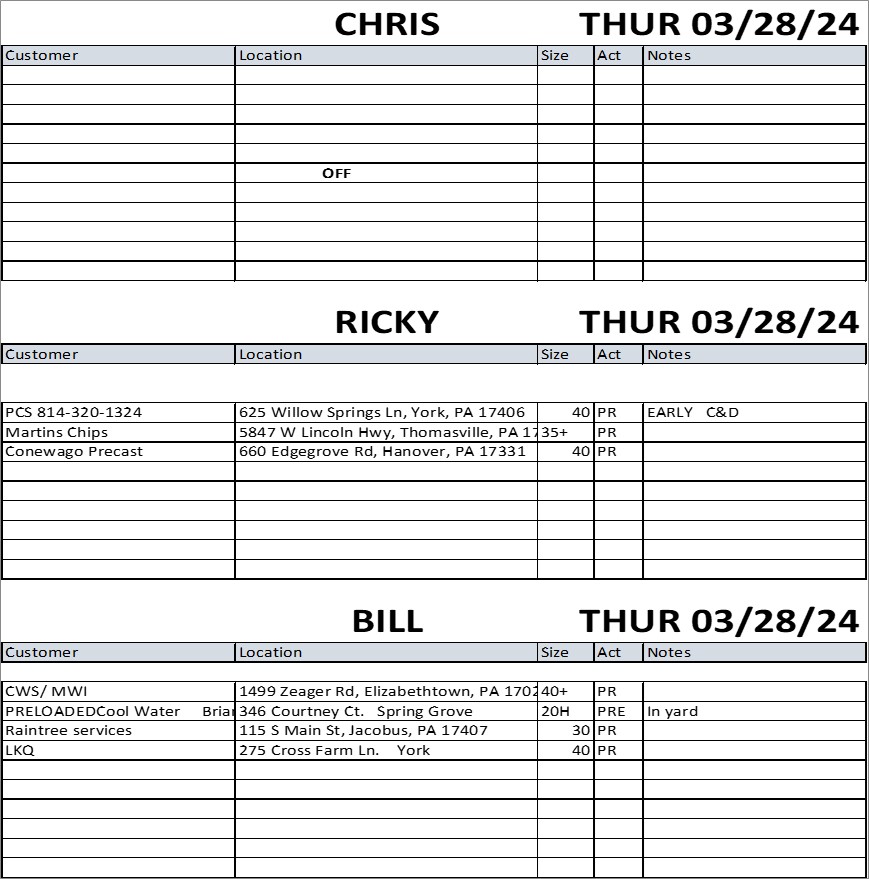 CHRIS THUR 03/28/24
Customer Location Size Act Notes
OFF
RICKY THUR 03/28/24
Customer Location Size Act Notes
PCS 814-320-1324 625 Willow Springs Ln, York, PA 17406 40 PR EARLY C&D
Martins Chips 5847 W Lincoln Hwy, Thomasville, PA 17 35+ PR
Conewago Precast 660 Edgegrove Rd, Hanover, PA 17331 40 PR
BILL THUR 03/28/24
Customer Location Size Act Notes
CWS/ MWI 1499 Zeager Rd, Elizabethtown, PA 1702 40+ PR
PRELOADEDCool Water Brian 346 Courtney Ct. Spring Grove 20H PRE In yard
Raintree services 115 S Main St, Jacobus, PA 17407 30 PR
LKQ 275 Cross Farm Ln. York 40 PR